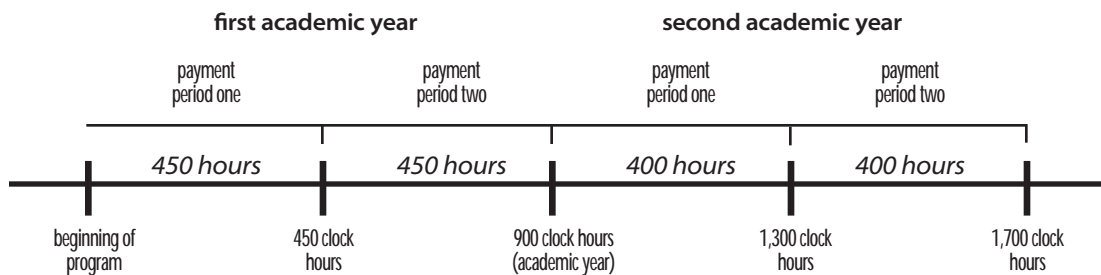 first academic year
second academic year
payment
period one
payment
period two
payment
period one
payment
period two
450 hours
450 hours
400 hours
400 hours
beginning of
program
450 clock
hours
900 clock hours
(academic year)
1,300 clock
hours
1,700 clock
hours